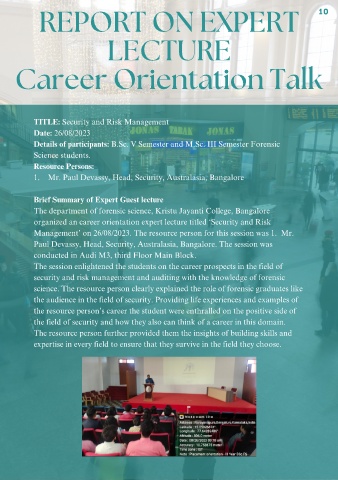 10
REPORT ON EXPERT
LECTURE
Career Orientation Talk
JONAS
JONAS
TITLE: Security and Risk Management
Date: 26/08/2023
Details of participants: B.Sc. V Semester and M.Sc. III Semester Forensic
Science students.
Resource Persons:
1. Mr. Paul Devassy, Head, Security, Australasia, Bangalore
Brief Summary of Expert Guest lecture
The department of forensic science, Kristu Jayanti College, Bangalore
organized an career orientation expert lecture titled 'Security and Risk
Management' on 26/08/2023. The resource person for this session was 1. Mr.
Paul Devassy, Head, Security, Australasia, Bangalore. The session was
conducted in Audi M3, third Floor Main Block.
The session enlightened the students on the career prospects in the field of
security and risk management and auditing with the knowledge of forensic
science. The resource person clearly explained the role of forensic graduates like
the audience in the field of security. Providing life experiences and examples of
the resource person's career the student were enthralled on the positive side of
the field of security and how they also can think of a career in this domain.
The resource person further provided them the insights of building skills and
expertise in every field to ensure that they survive in the field they choose.